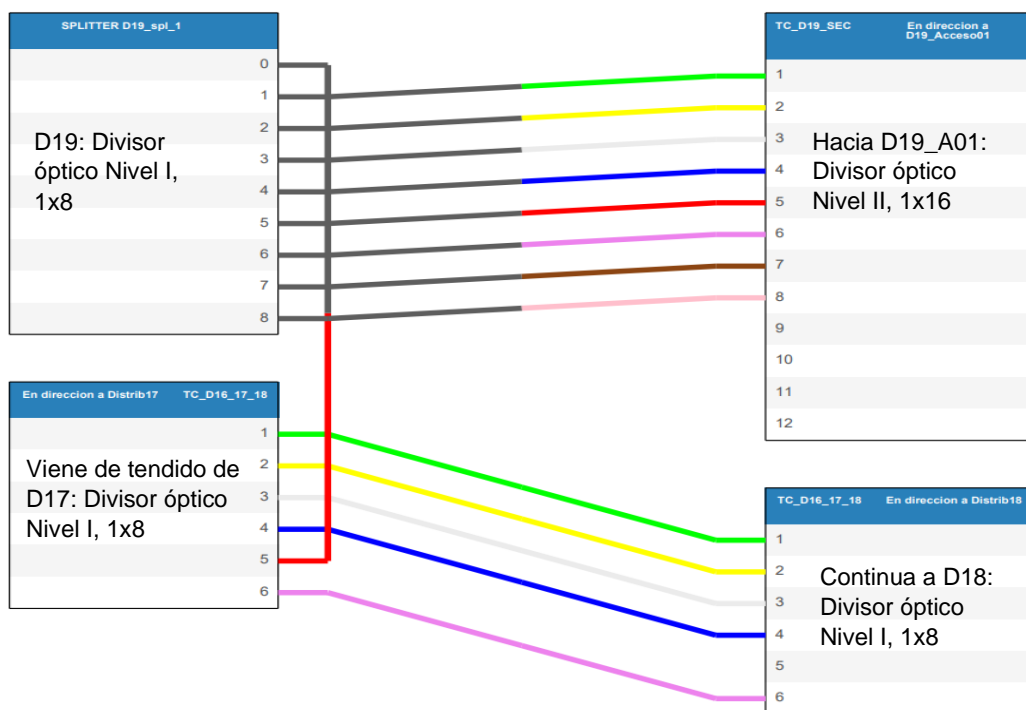 SPLITTER D19_spl_1
0
1
2
3
4
5
6
7
8
D19: Divisor
óptico Nivel I,
1x8
TC_D19_SEC
En direccion a
D19_Acceso01
1
2
3
4
5
6
7
8
9
10
11
12
Hacia D19_A01:
Divisor óptico
Nivel II, 1x16
En direccion a Distrib17 TC_D16_17_18
1
2
3
4
5
6
Viene de tendido de
D17: Divisor óptico
Nivel I, 1x8
TC_D16_17_18 En direccion a Distrib18
1
2
3
4
5
6
Continua a D18:
Divisor óptico
Nivel I, 1x8